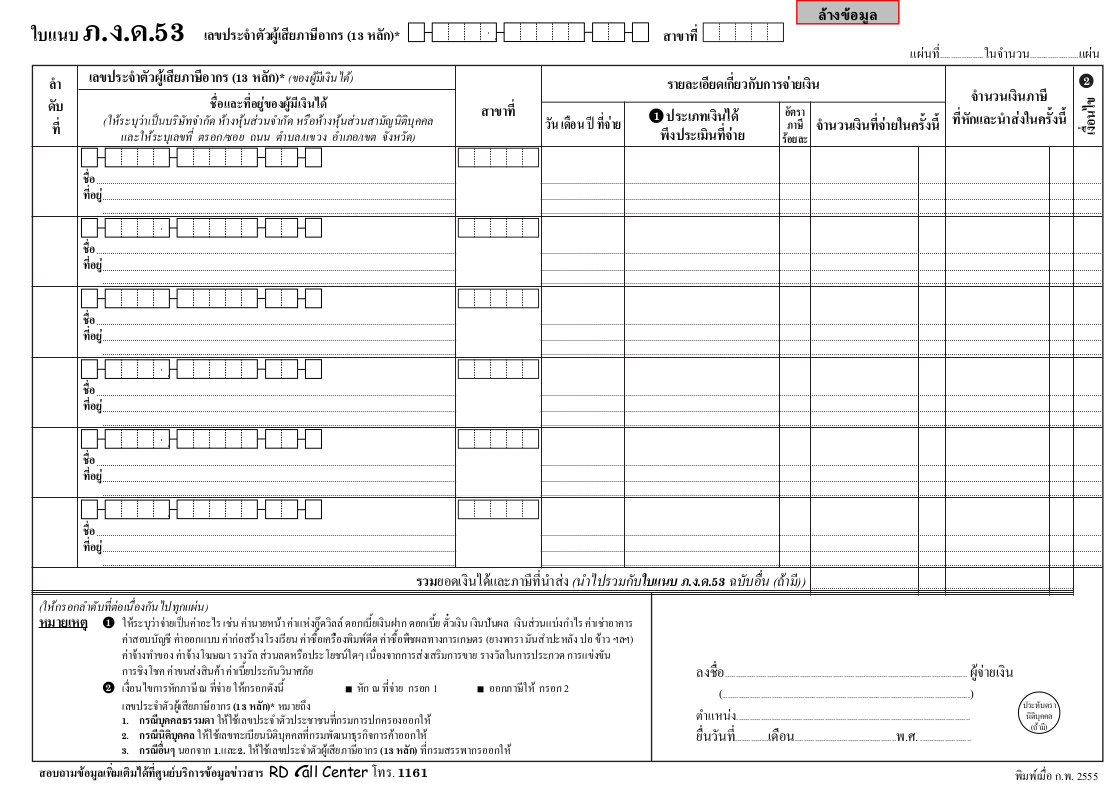 ล้างข้อมูล
ใบแนบ ภ.ง.ด.53 เลขประจำตัวผู้เสียภาษีอากร (13 หลัก)* สาขาที่
แผ่นที่ ในจำนวน แผ่น
ลำดับที่
เลขประจำตัวผู้เสียภาษีอากร (13 หลัก)* (ของผู้มีเงินได้)
ชื่อและที่อยู่ของผู้มีเงินได้
(ให้ระบุว่าเป็นบริษัทจำกัด ห้างหุ้นส่วนจำกัด หรือห้างหุ้นส่วนสามัญนิติบุคคล
และให้ระบุเลขที่ ตรอก/ซอย ถนน ตำบล/แขวง อำเภอ/เขต จังหวัด)
สาขาที่
รายละเอียดเกี่ยวกับการจ่ายเงิน
วัน เดือน ปี ที่จ่าย
1 ประเภทเงินได้
พึงประเมินที่จ่าย
อัตรา
ภาษี
ร้อยละ
จำนวนเงินที่จ่ายในครั้งนี้
จำนวนเงินภาษี
ที่หักและนำส่งในครั้งนี้
2 เงื่อนไข
ชื่อ
ที่อยู่
ชื่อ
ที่อยู่
ชื่อ
ที่อยู่
ชื่อ
ที่อยู่
ชื่อ
ที่อยู่
ชื่อ
ที่อยู่
รวมยอดเงินได้และภาษีที่นำส่ง (นำไปรวมกับใบแนบ ภ.ง.ด.53 ฉบับอื่น (ถ้ามี))
(ให้กรอกลำดับที่ต่อเนื่องกันไปทุกแผ่น)
หมายเหตุ 1 ให้ระบุว่าจ่ายเป็นค่าอะไร เช่น ค่านายหน้า ค่าแห่งกู๊ดวิลล์ ดอกเบี้ยเงินฝาก ดอกเบี้ย ตั๋วเงิน เงินปันผล เงินส่วนแบ่งกำไร ค่าเช่าอาคาร
ค่าสอบบัญชี ค่าออกแบบ ค่าก่อสร้างโรงเรียน ค่าซื้อเครื่องพิมพ์ดีด ค่าซื้อพืชผลทางการเกษตร (ยางพารา มันสำปะหลัง ปอ ข้าว ฯลฯ)
ค่าจ้างทำของ ค่าจ้างโฆษณา รางวัล ส่วนลดหรือประโยชน์ใดๆ เนื่องจากการส่งเสริมการขาย รางวัลในการประกวด การแข่งขัน
การชิงโชค ค่าขนส่งสินค้า ค่าเบี้ยประกันวินาศภัย
2 เงื่อนไขการหักภาษี ณ ที่จ่าย ให้กรอกดังนี้ ■ หัก ณ ที่จ่าย กรอก 1 ■ ออกภาษีให้ กรอก 2
เลขประจำตัวผู้เสียภาษีอากร (13 หลัก)* หมายถึง
1. กรณีบุคคลธรรมดา ให้ใช้เลขประจำตัวประชาชนที่กรมการปกครองออกให้
2. กรณีนิติบุคคล ให้ใช้เลขทะเบียนนิติบุคคลที่กรมพัฒนาธุรกิจการค้าออกให้
3. กรณีอื่นๆ นอกจาก 1.และ2. ให้ใช้เลขประจำตัวผู้เสียภาษีอากร (13 หลัก) ที่กรมสรรพากรออกให้
ลงชื่อ ผู้จ่ายเงิน
( )
ตำแหน่ง
ยื่นวันที่ เดือน พ.ศ.
ประทับตรา
นิติบุคคล
(ถ้ามี)
สอบถามข้อมูลเพิ่มเติมได้ที่ศูนย์บริการข้อมูลข่าวสาร RD Call Center โทร. 1161
พิมพ์เมื่อ ก.พ. 2555